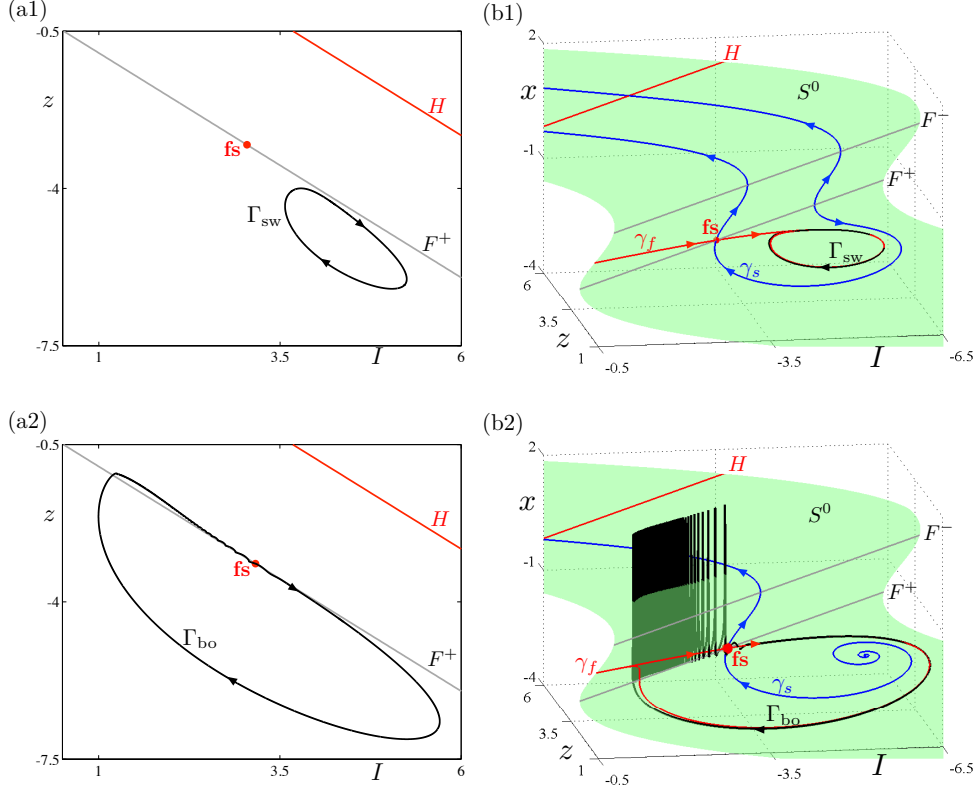 (a1)
-0.5
z
-4
-7.5
1
3.5
I
6
H
fs
Γsw
F+
(b1)
2
x
-1
-4
6
3.5
z
1
-0.5
-3.5
I
-6.5
H
S0
F−
F+
γf
fs
Γsw
γs
(a2)
-0.5
z
-4
-7.5
1
3.5
I
6
H
fs
Γbo
F+
(b2)
2
x
-1
-4
6
3.5
z
1
-0.5
-3.5
I
-6.5
H
S0
F−
F+
γf
fs
γs
Γbo